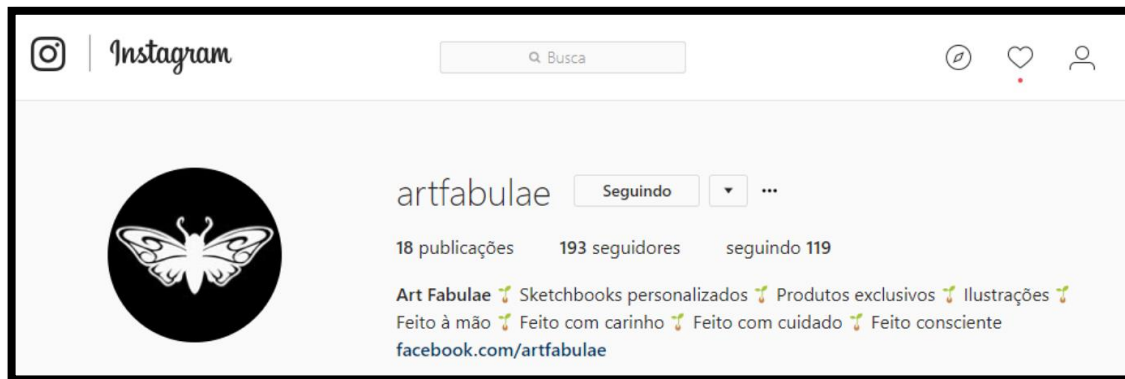 Instagram
Busca
artfabulae Seguindo
18 publicações 193 seguidores seguindo 119
Art Fabulae 🌱 Sketchbooks personalizados 🌱 Produtos exclusivos 🌱 Ilustrações 🌱
Feito à mão 🌱 Feito com carinho 🌱 Feito com cuidado 🌱 Feito consciente
facebook.com/artfabulae